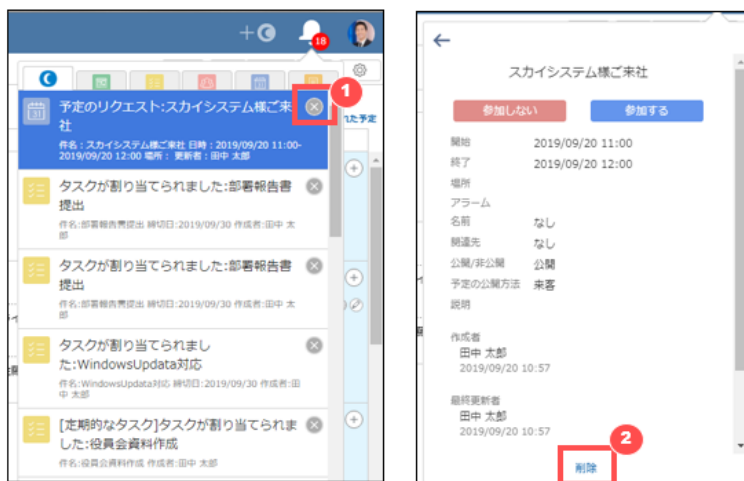 18
1
予定のリクエスト:スカイシステム様ご来
社
件名：スカイシステム様ご来社 日時：2019/09/20 11:00-
2019/09/20 12:00 場所： 更新者：田中 太郎
れた予定
タスクが割り当てられました:部署報告書
提出
件名:部署報告書提出 締切日:2019/09/30 作成者:田中 太
郎
タスクが割り当てられました:部署報告書
提出
件名:部署報告書提出 締切日:2019/09/30 作成者:田中 太
郎
タスクが割り当てられまし
た:WindowsUpdata対応
件名:WindowsUpdata対応 締切日:2019/09/30 作成者:田
中 太郎
[定期的なタスク]タスクが割り当てられま
した:役員会資料作成
件名:役員会資料作成 作成者:田中 太郎
スカイシステム様ご来社
参加しない 参加する
開始 2019/09/20 11:00
終了 2019/09/20 12:00
場所
アラーム
名前 なし
関連先 なし
公開/非公開 公開
予定の公開方法 来客
説明
作成者
田中 太郎
2019/09/20 10:57
最終更新者
田中 太郎
2019/09/20 10:57
2
削除